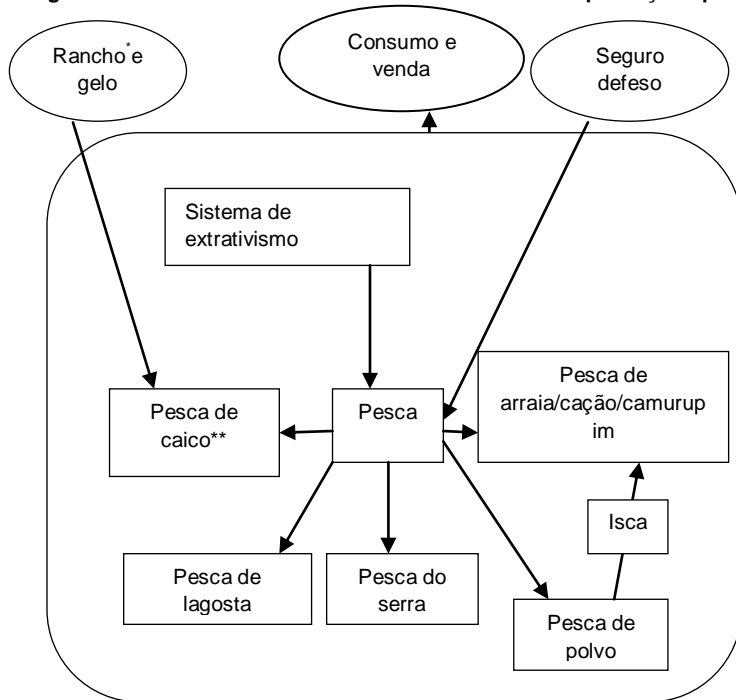 Rancho* e
gelo
Consumo e
venda
Seguro
defeso
Sistema de
extrativismo
Pesca de
caico**
Pesca
Pesca de
arraia/cação/camurup
im
Isca
Pesca de
lagosta
Pesca do
serra
Pesca de
polvo